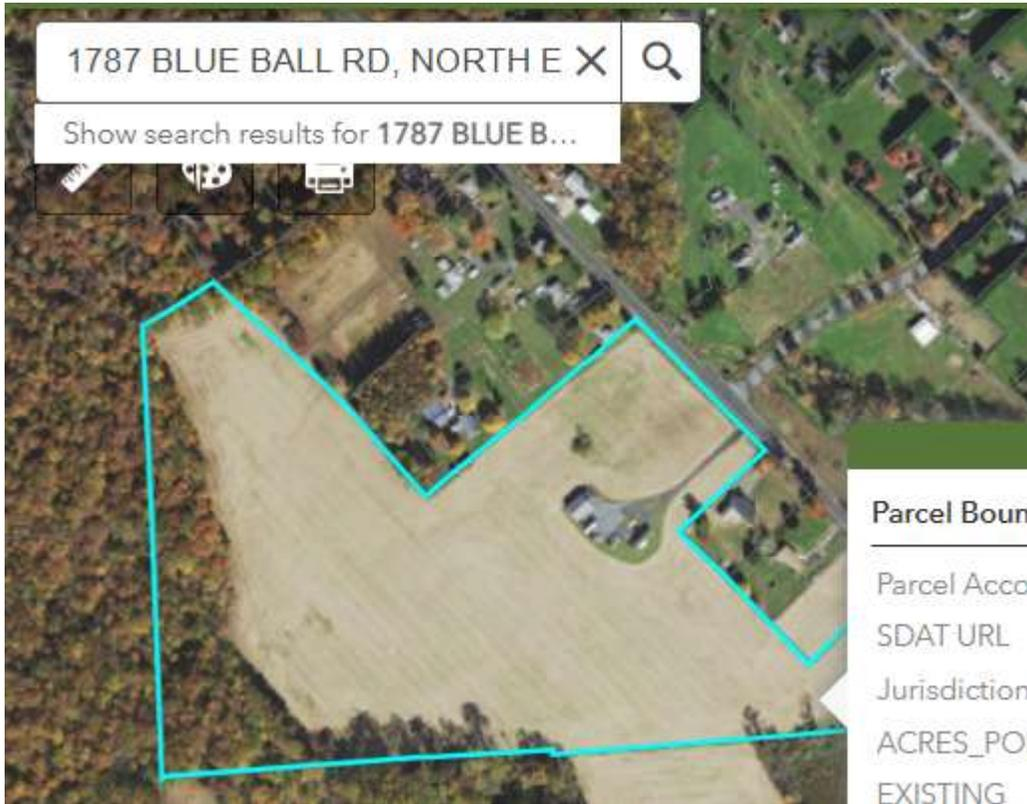 1787 BLUE BALL RD, NORTH E
Show search results for 1787 BLUE B...
Parcel Boun
Parcel Acco
SDAT URL
Jurisdiction
ACRES_PO
EXISTING